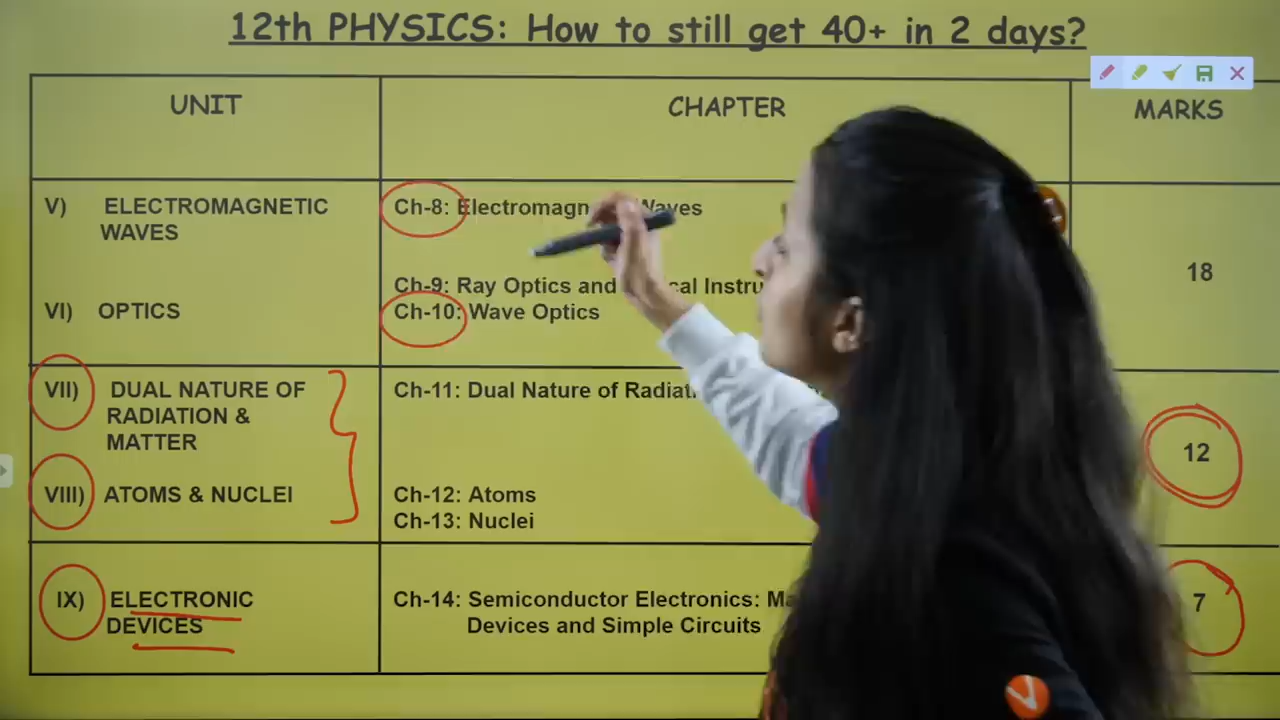 12th PHYSICS: How to still get 40+ in 2 days?
UNIT
CHAPTER
MARKS
V) ELECTROMAGNETIC
WAVES
Ch-8: Electromagn Waves
18
Ch-9: Ray Optics and cal Instru
VI) OPTICS
Ch-10: Wave Optics
VII) DUAL NATURE OF
RADIATION &
MATTER
Ch-11: Dual Nature of Radiat
12
VIII) ATOMS & NUCLEI
Ch-12: Atoms
Ch-13: Nuclei
IX) ELECTRONIC
DEVICES
Ch-14: Semiconductor Electronics: Ma
Devices and Simple Circuits
7